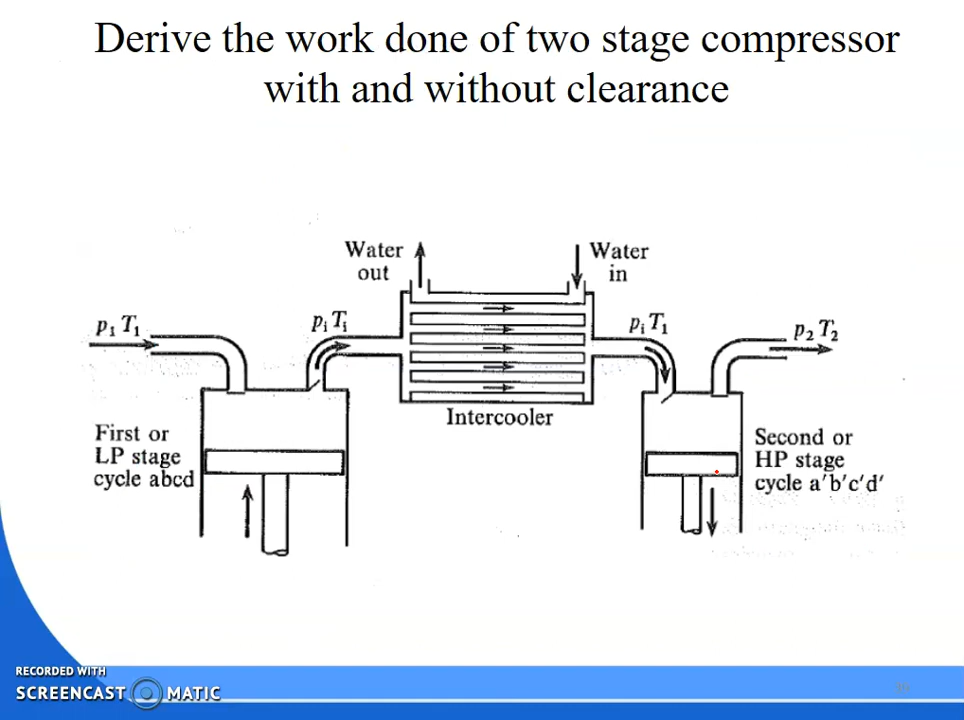 Derive the work done of two stage compressor
with and without clearance
Water
out
Water
in
p₁ T₁
pᵢ Tᵢ
pᵢ T₁
p₂ T₂
Intercooler
First or
LP stage
cycle abcd
Second or
HP stage
cycle a′b′c′d′
RECORDED WITH
SCREENCAST MATIC